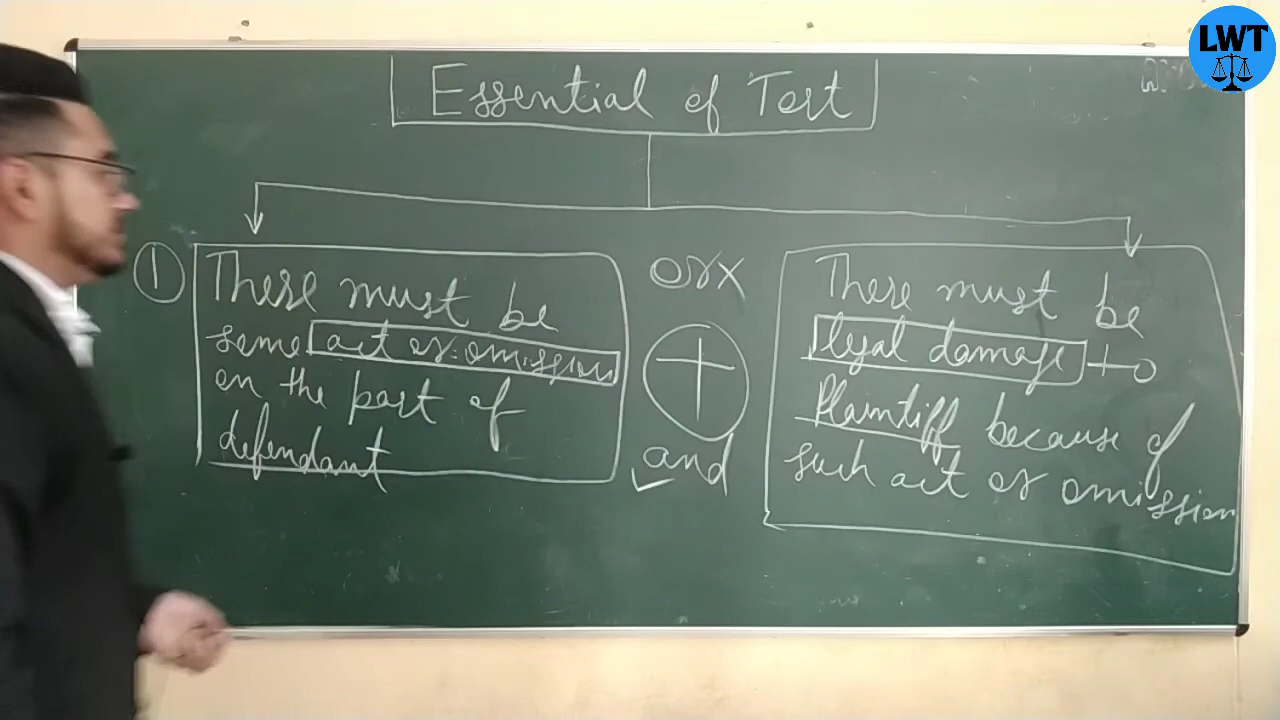 LWT
Essential of Tort
1
There must be
some act or omission
on the part of
defendant
or x
+
and
There must be
legal damage to
Plaintiff because of
such act or omission